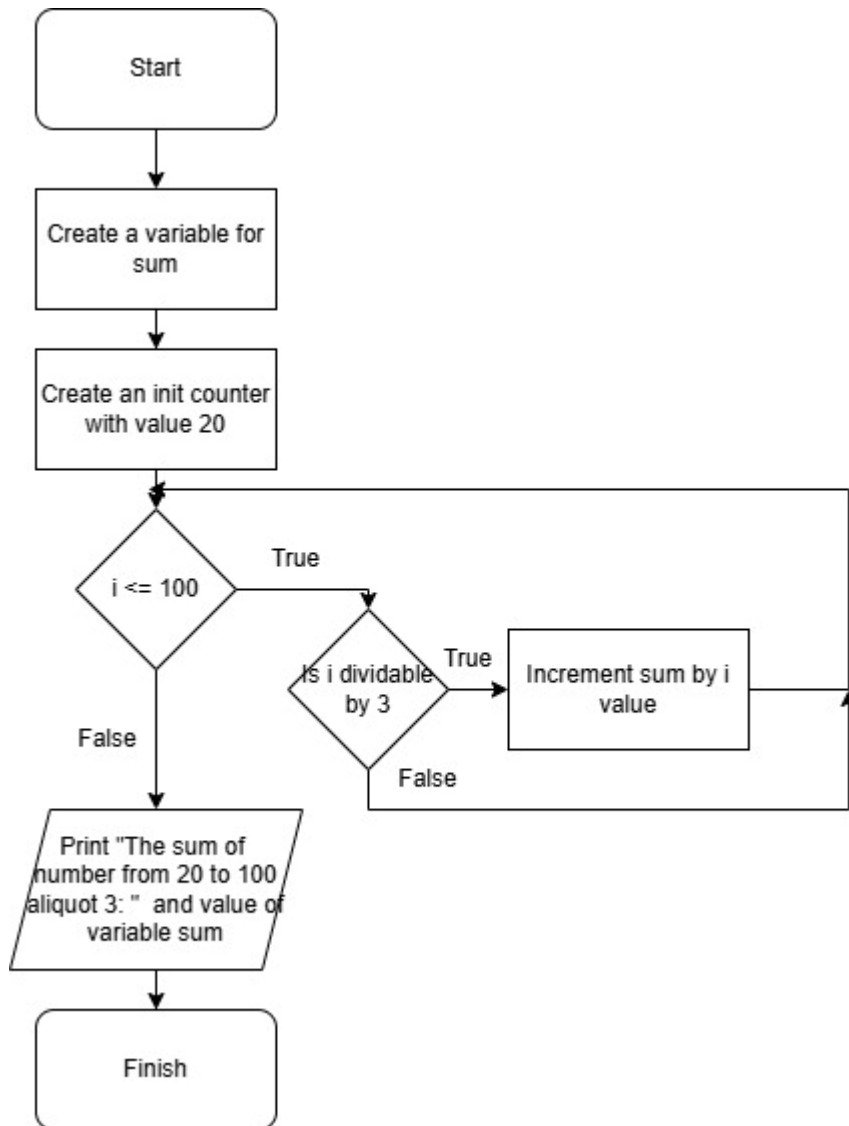 Start
Create a variable for
sum
Create an init counter
with value 20
i <= 100
True
Is i dividable
by 3
True
Increment sum by i
value
False
False
Print "The sum of
number from 20 to 100
aliquot 3: "  and value of
variable sum
Finish